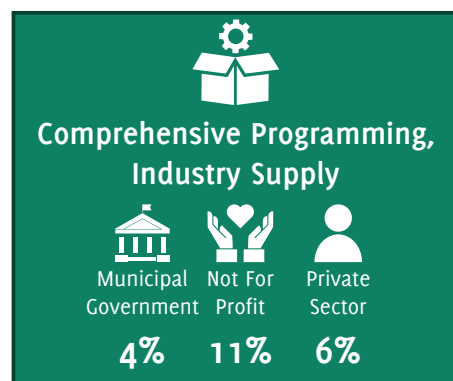 Comprehensive Programming,
Industry Supply
Municipal Government
Not For Profit
Private Sector
4% 11% 6%